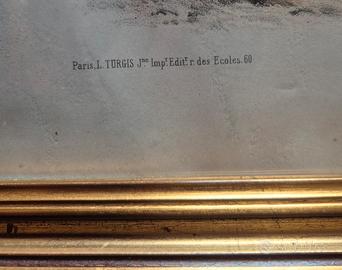 Paris, L. TURGIS Jne Impr. Editr. r. des Ecoles. 60